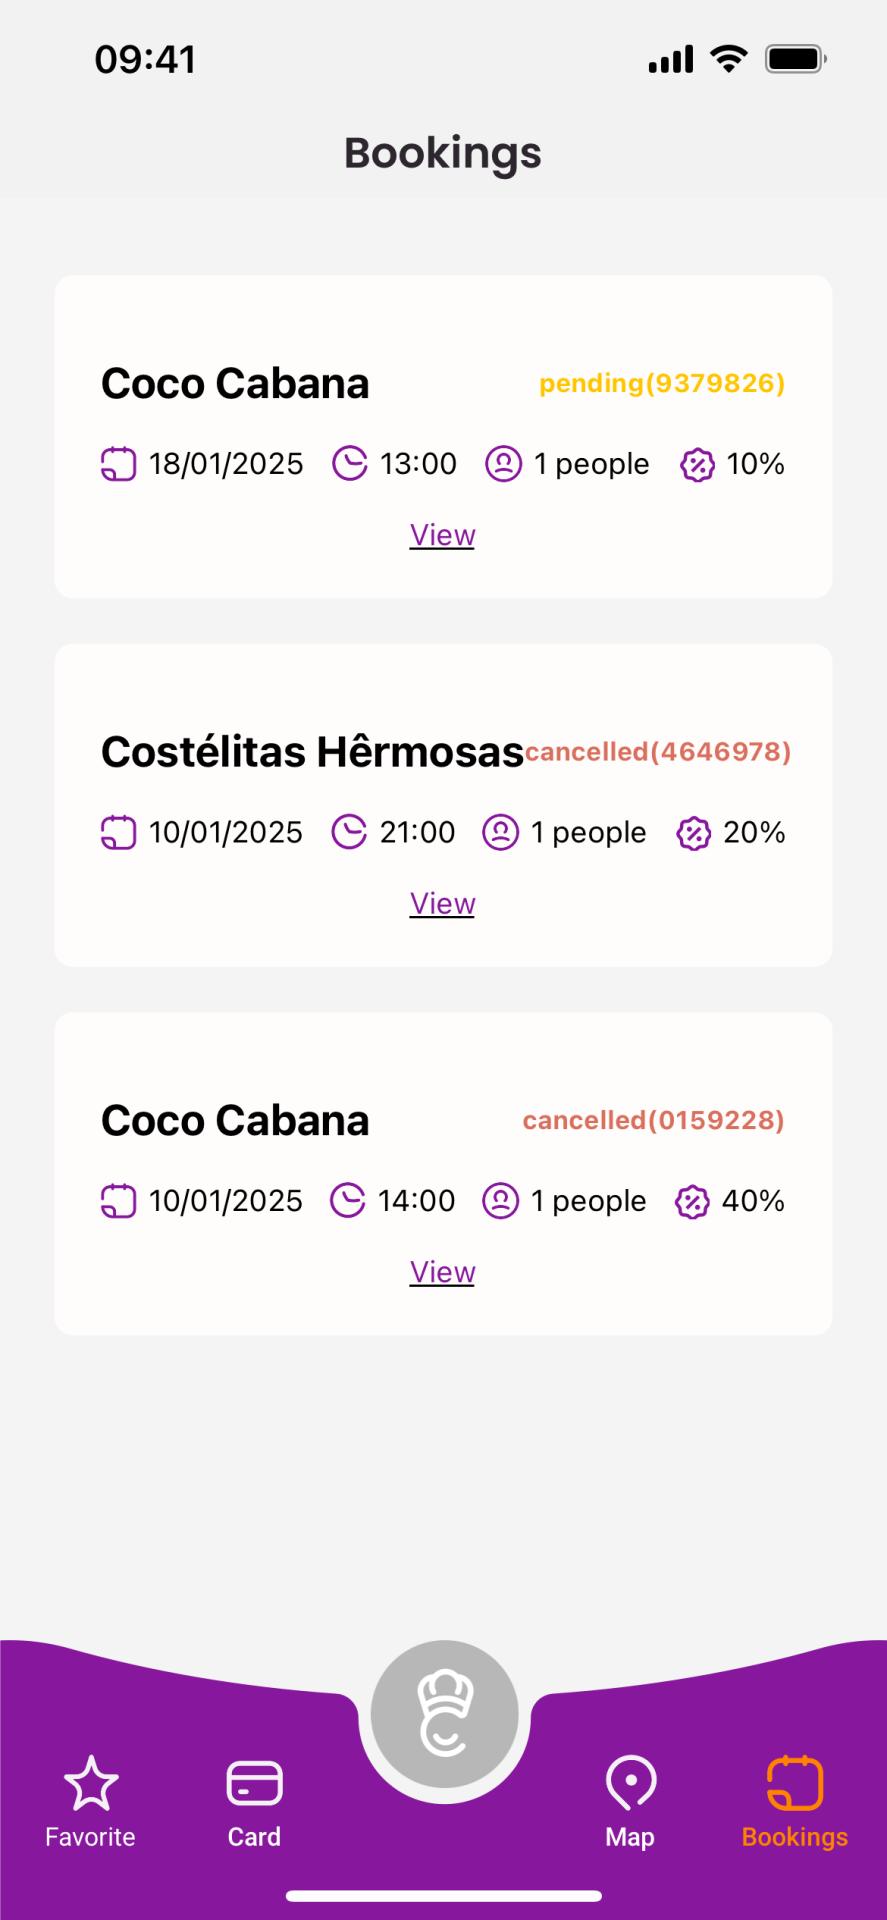 09:41
Bookings
Coco Cabana pending(9379826)
18/01/2025 13:00 1 people 10%
View
Costélitas Hêrmosas cancelled(4646978)
10/01/2025 21:00 1 people 20%
View
Coco Cabana cancelled(0159228)
10/01/2025 14:00 1 people 40%
View
Favorite Card Map Bookings